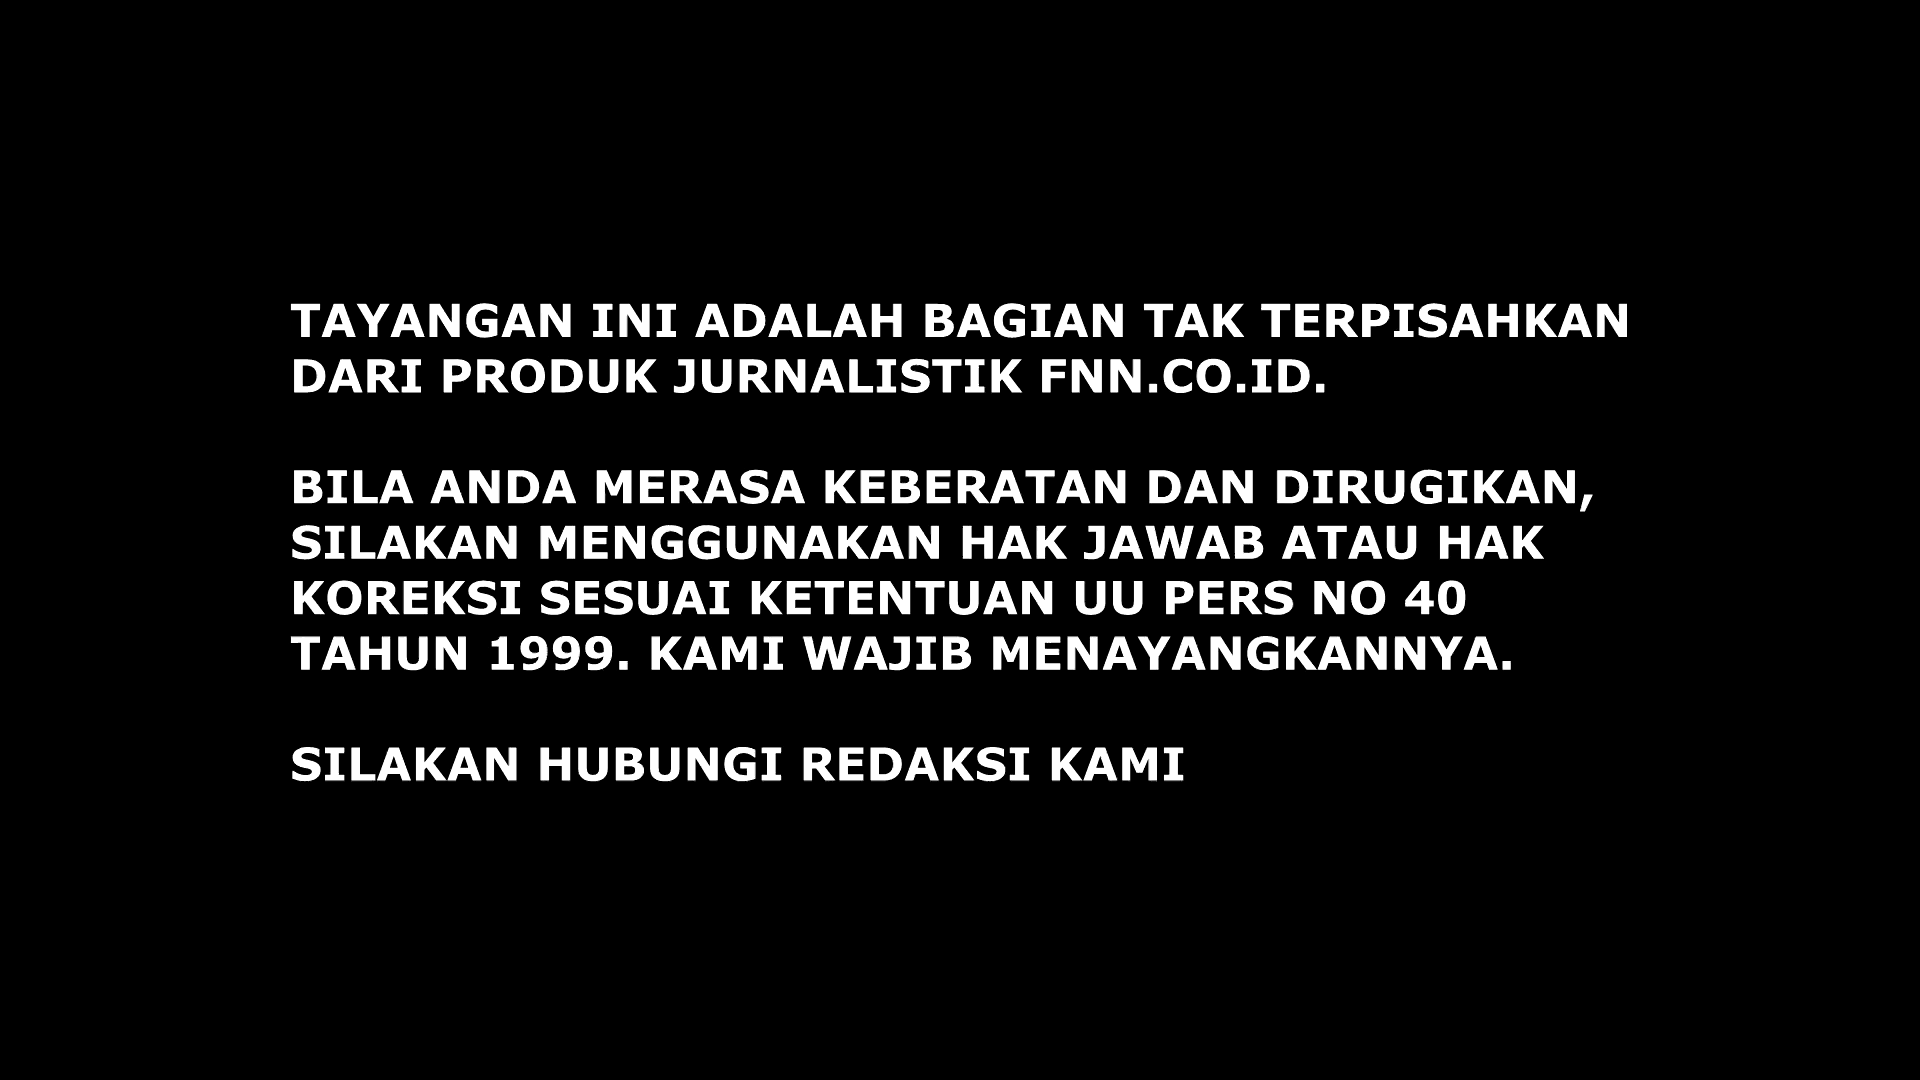 TAYANGAN INI ADALAH BAGIAN TAK TERPISAHKAN
DARI PRODUK JURNALISTIK FNN.CO.ID.
BILA ANDA MERASA KEBERATAN DAN DIRUGIKAN,
SILAKAN MENGGUNAKAN HAK JAWAB ATAU HAK
KOREKSI SESUAI KETENTUAN UU PERS NO 40
TAHUN 1999. KAMI WAJIB MENAYANGKANNYA.
SILAKAN HUBUNGI REDAKSI KAMI